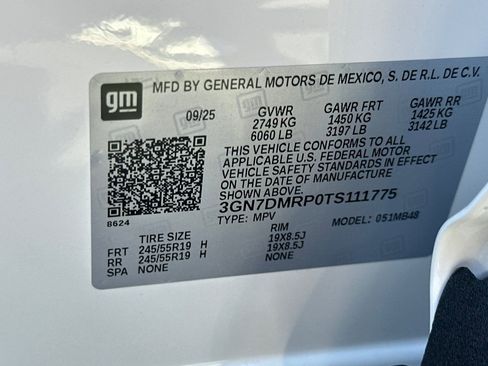 gm
MFD BY GENERAL MOTORS DE MEXICO, S. DE R.L. DE C.V.
09/25 GVWR GAWR FRT GAWR RR
2749 KG 1450 KG 1425 KG
6060 LB 3197 LB 3142 LB
THIS VEHICLE CONFORMS TO ALL
APPLICABLE U.S. FEDERAL MOTOR
VEHICLE SAFETY STANDARDS IN EFFECT
ON THE DATE OF MANUFACTURE
SHOWN ABOVE.
3GN7DMRP0TS111775
8624 TYPE: MPV MODEL: 051MB48
TIRE SIZE RIM
FRT 245/55R19 H 19X8.5J
RR 245/55R19 H 19X8.5J
SPA NONE NONE